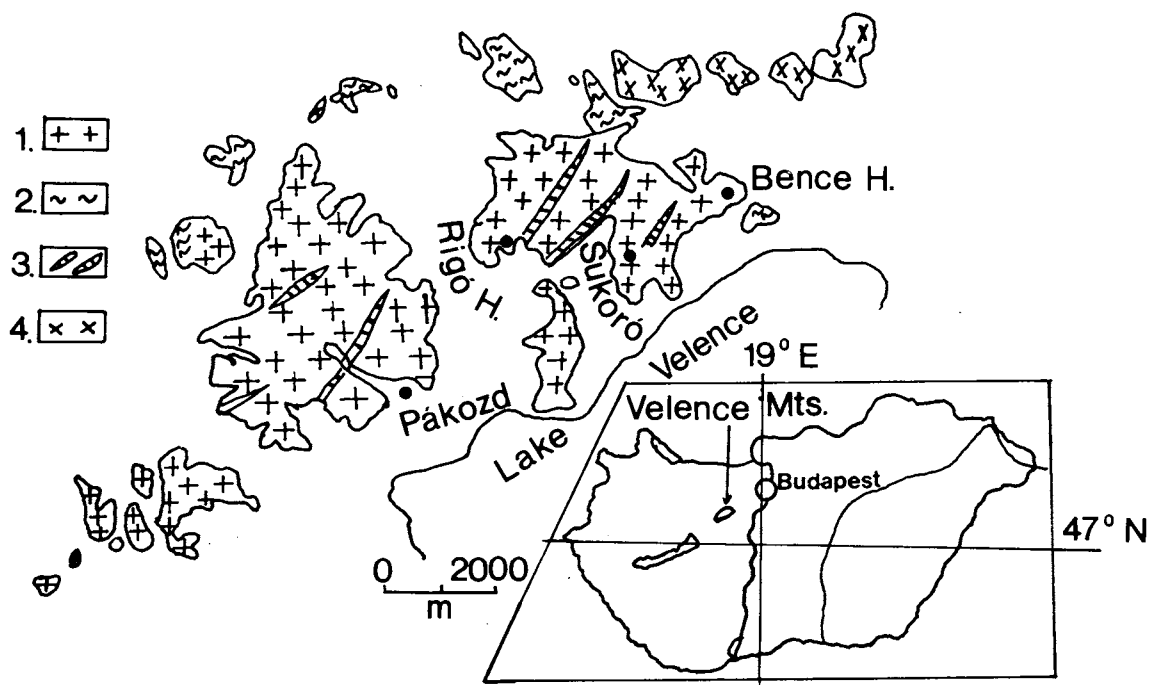 1.
2.
3.
4.
Bence H.
Rigó H.
Sukoró
Pákozd
Lake Velence
0 2000
m
19° E
Velence Mts.
Budapest
47° N